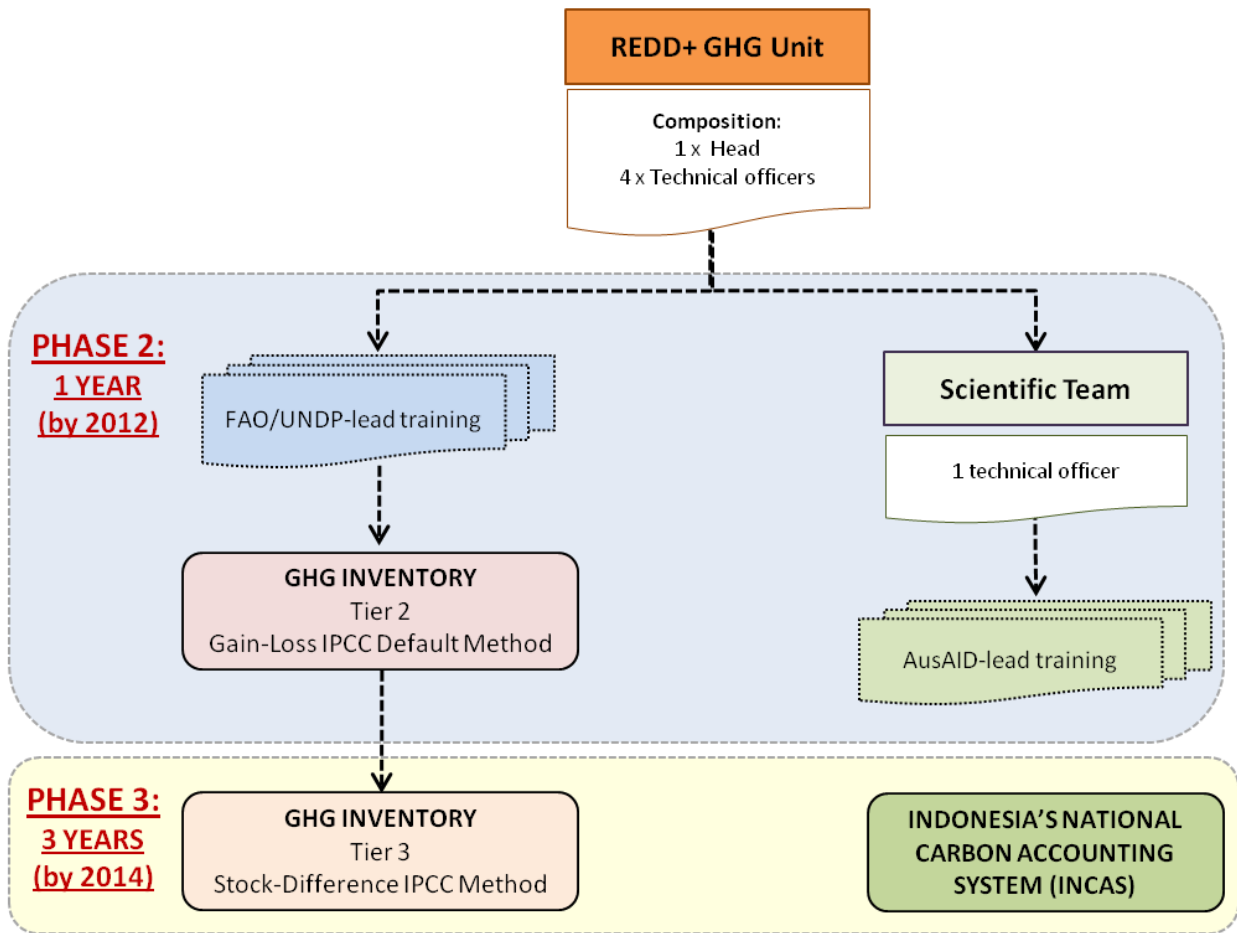 REDD+ GHG Unit
Composition:
1 x Head
4 x Technical officers
PHASE 2:
1 YEAR
(by 2012)
FAO/UNDP-lead training
Scientific Team
1 technical officer
GHG INVENTORY
Tier 2
Gain-Loss IPCC Default Method
AusAID-lead training
PHASE 3:
3 YEARS
(by 2014)
GHG INVENTORY
Tier 3
Stock-Difference IPCC Method
INDONESIA'S NATIONAL
CARBON ACCOUNTING
SYSTEM (INCAS)